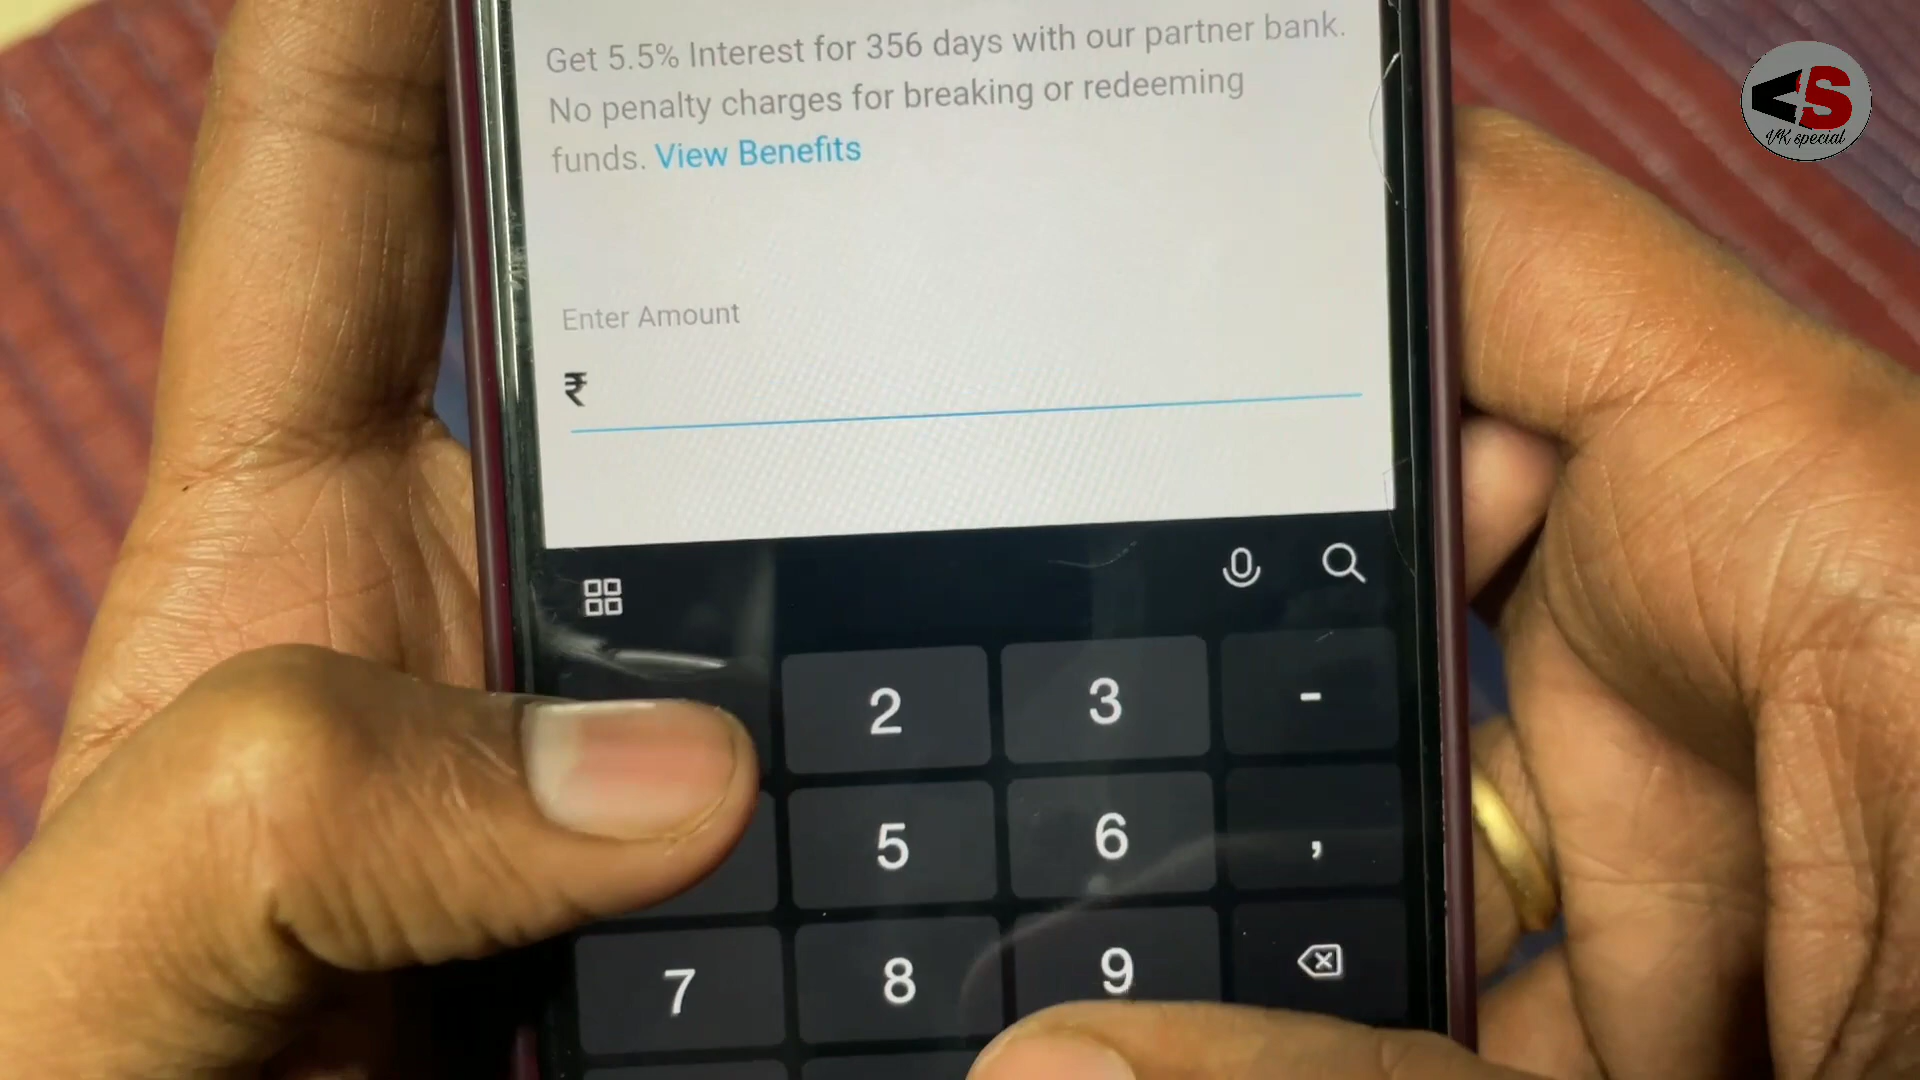 Get 5.5% Interest for 356 days with our partner bank.
No penalty charges for breaking or redeeming
funds. View Benefits
Enter Amount
₹
2 3 -
5 6 ,
7 8 9
S
VK special